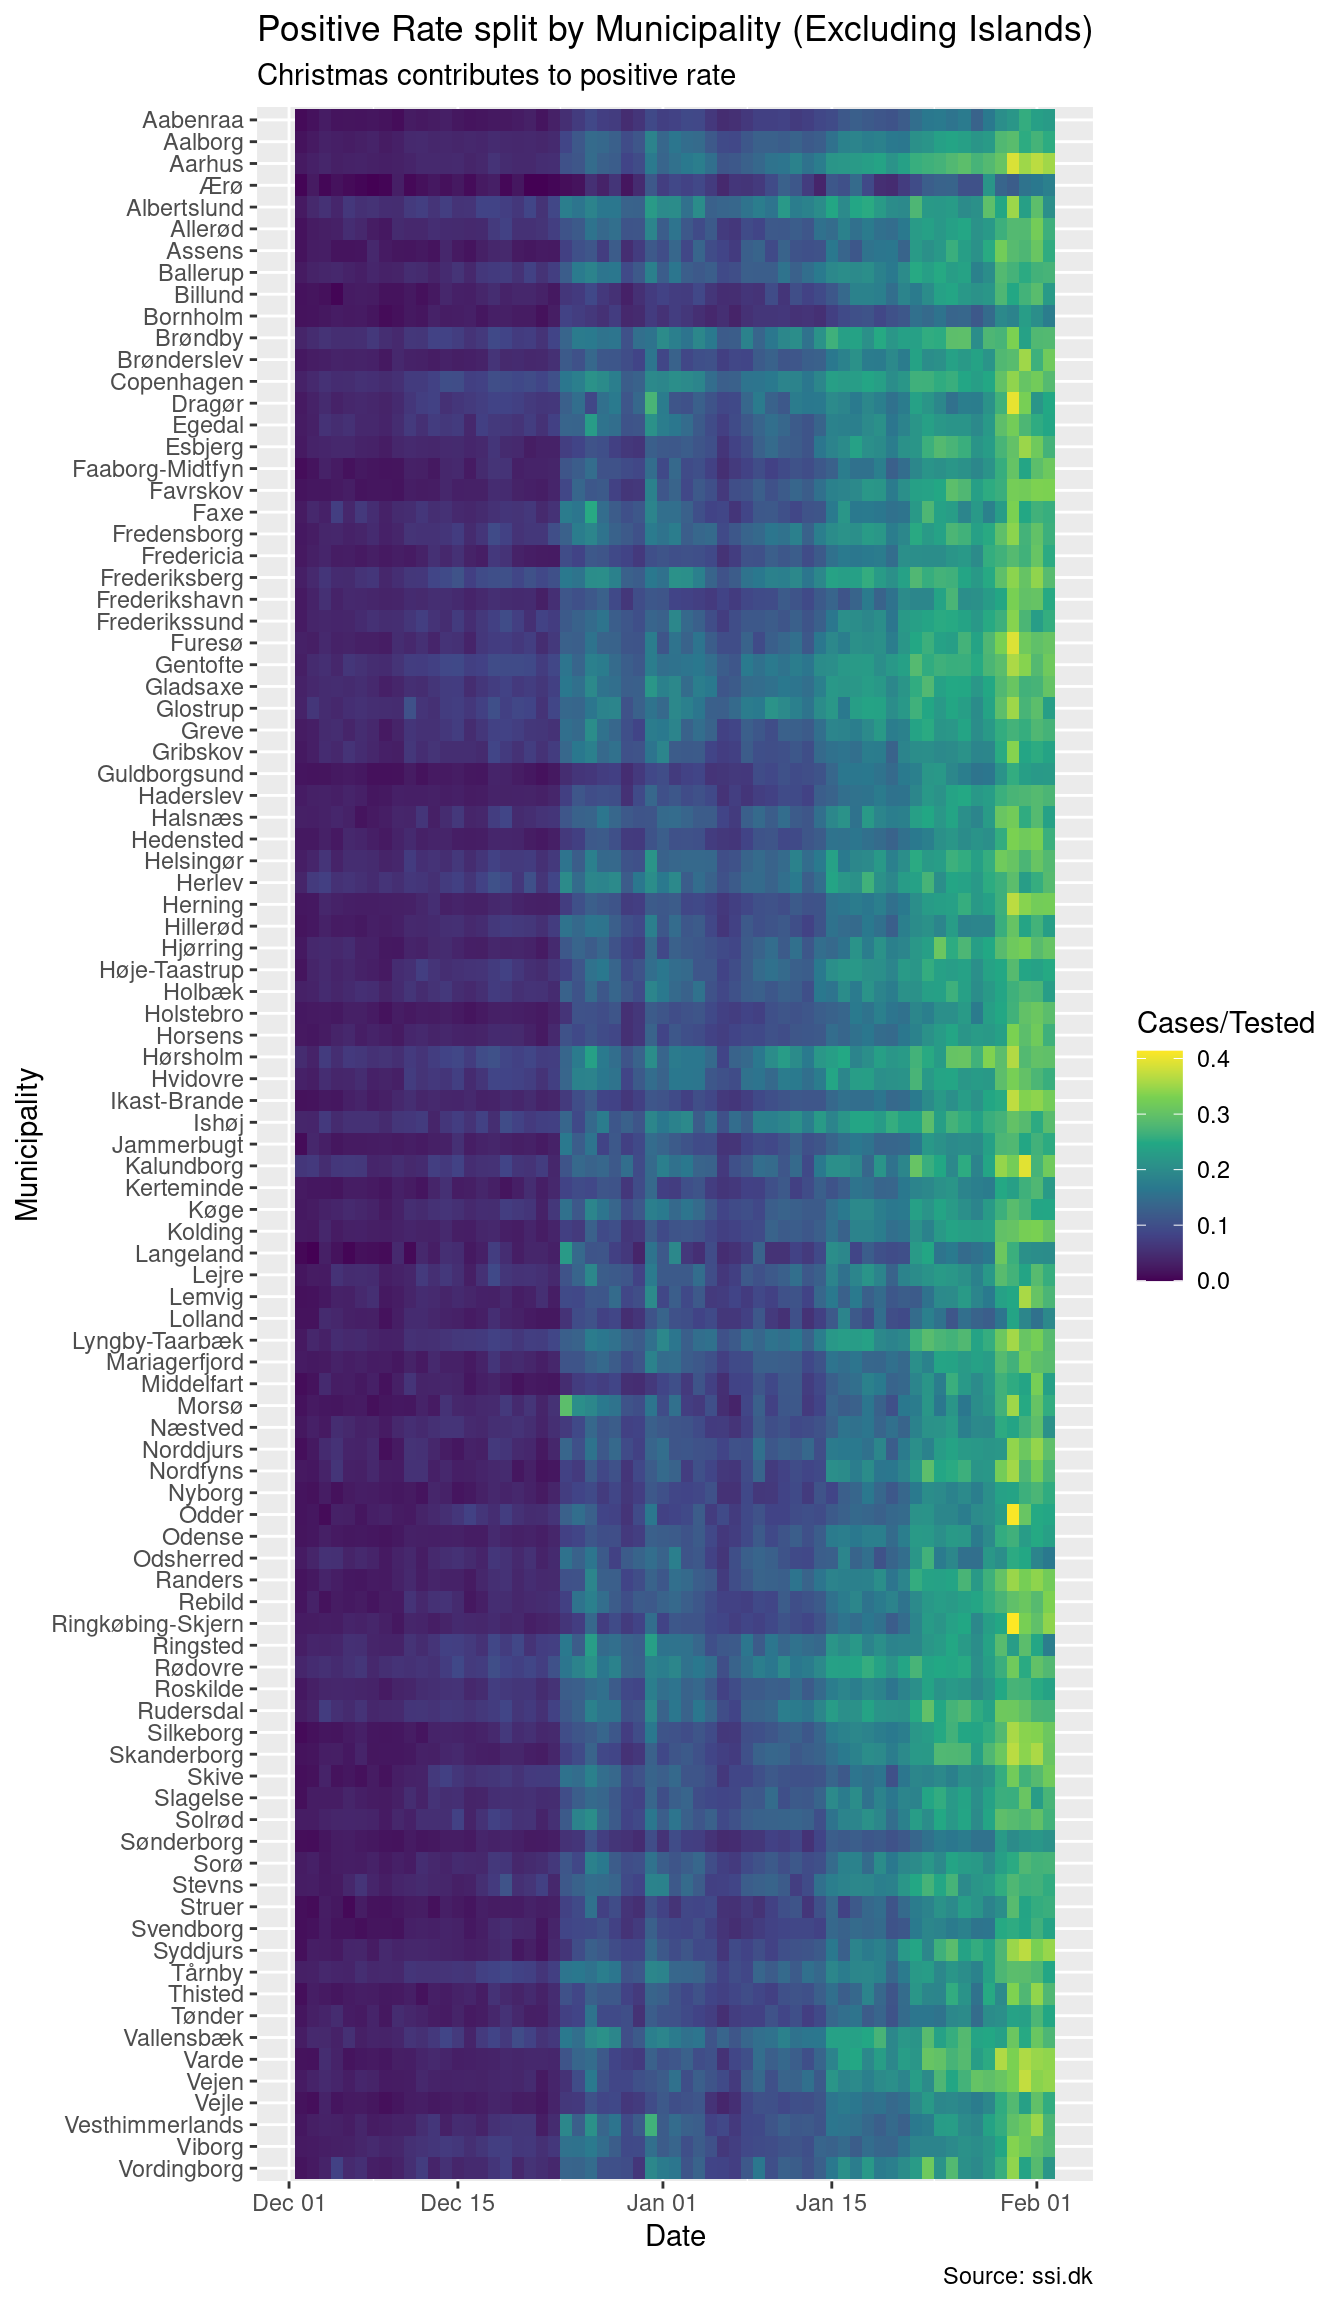 Positive Rate split by Municipality (Excluding Islands)
Christmas contributes to positive rate
Municipality
Aabenraa
Aalborg
Aarhus
Ærø
Albertslund
Allerød
Assens
Ballerup
Billund
Bornholm
Brøndby
Brønderslev
Copenhagen
Dragør
Egedal
Esbjerg
Faaborg-Midtfyn
Favrskov
Faxe
Fredensborg
Fredericia
Frederiksberg
Frederikshavn
Frederikssund
Furesø
Gentofte
Gladsaxe
Glostrup
Greve
Gribskov
Guldborgsund
Haderslev
Halsnæs
Hedensted
Helsingør
Herlev
Herning
Hillerød
Hjørring
Høje-Taastrup
Holbæk
Holstebro
Horsens
Hørsholm
Hvidovre
Ikast-Brande
Ishøj
Jammerbugt
Kalundborg
Kerteminde
Køge
Kolding
Langeland
Lejre
Lemvig
Lolland
Lyngby-Taarbæk
Mariagerfjord
Middelfart
Morsø
Næstved
Norddjurs
Nordfyns
Nyborg
Odder
Odense
Odsherred
Randers
Rebild
Ringkøbing-Skjern
Ringsted
Rødovre
Roskilde
Rudersdal
Silkeborg
Skanderborg
Skive
Slagelse
Solrød
Sønderborg
Sorø
Stevns
Struer
Svendborg
Syddjurs
Tårnby
Thisted
Tønder
Vallensbæk
Varde
Vejen
Vejle
Vesthimmerlands
Viborg
Vordingborg
Dec 01 Dec 15 Jan 01 Jan 15 Feb 01
Date
Cases/Tested
0.4
0.3
0.2
0.1
0.0
Source: ssi.dk